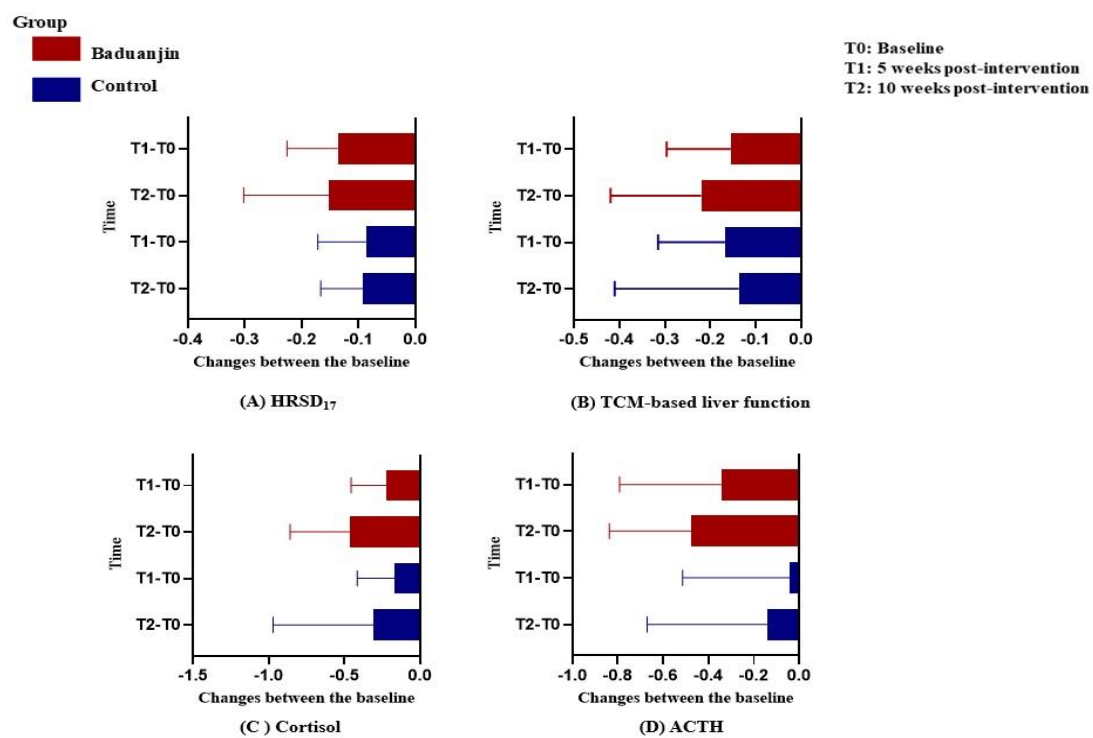 Group
Baduanjin
Control
T0: Baseline
T1: 5 weeks post-intervention
T2: 10 weeks post-intervention
Time
T1-T0
T2-T0
T1-T0
T2-T0
-0.4 -0.3 -0.2 -0.1 0.0
Changes between the baseline
(A) HRSD₁₇
Time
T1-T0
T2-T0
T1-T0
T2-T0
-0.5 -0.4 -0.3 -0.2 -0.1 0.0
Changes between the baseline
(B) TCM-based liver function
Time
T1-T0
T2-T0
T1-T0
T2-T0
-1.5 -1.0 -0.5 0.0
Changes between the baseline
(C ) Cortisol
Time
T1-T0
T2-T0
T1-T0
T2-T0
-1.0 -0.8 -0.6 -0.4 -0.2 0.0
Changes between the baseline
(D) ACTH